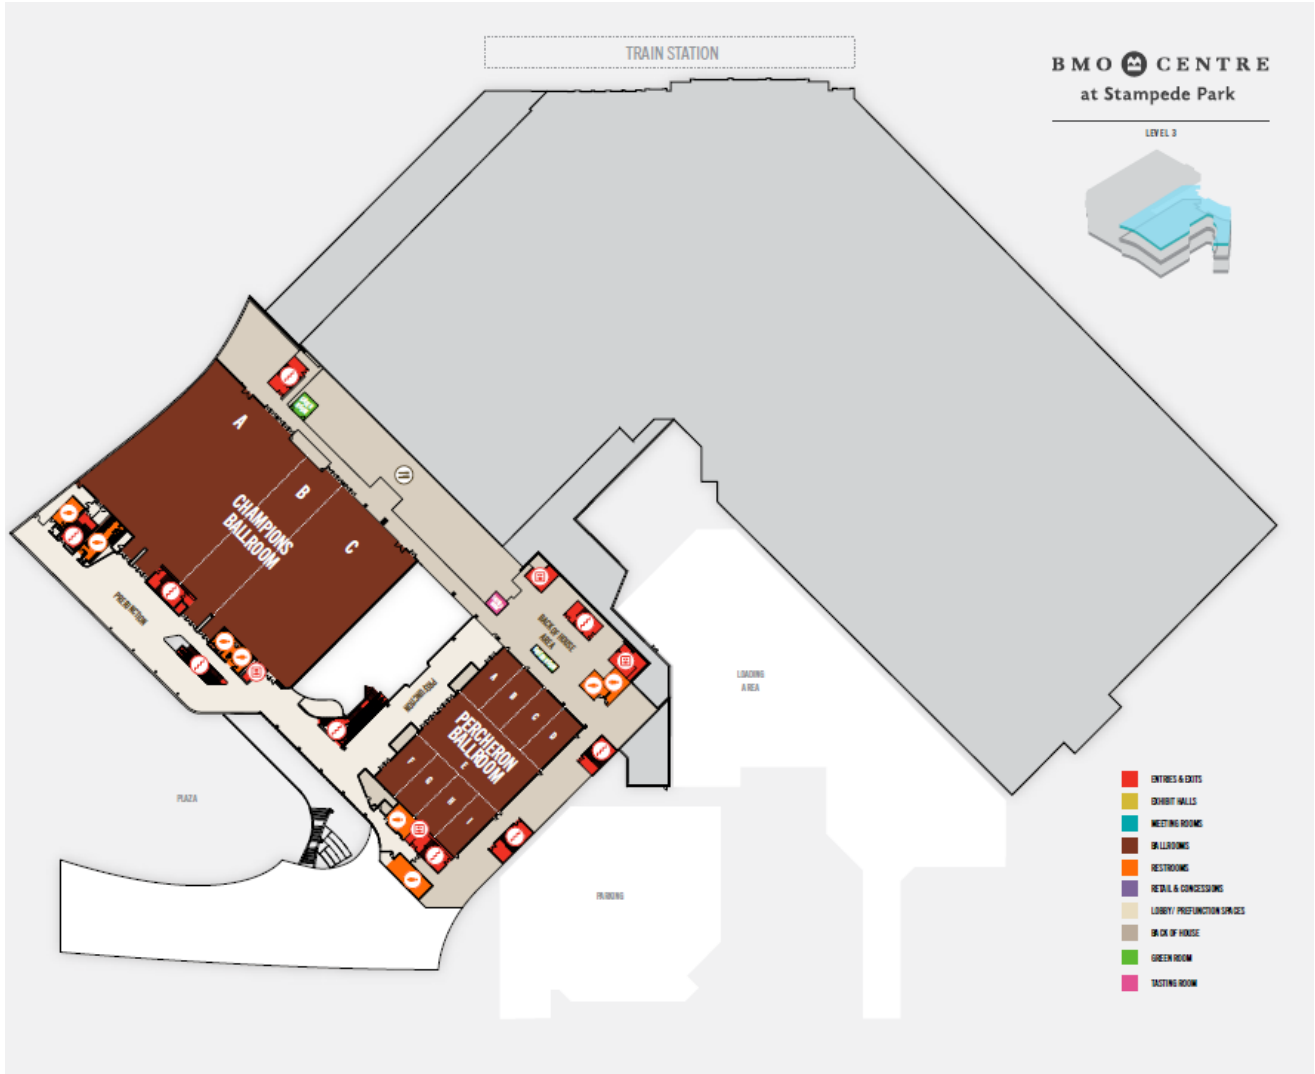 TRAIN STATION
BMO CENTRE
at Stampede Park
LEVEL 3
A
B
C
CHAMPIONS
BALLROOM
PREFUNCTION
BACK OF HOUSE
AREA
PREFUNCTION
A
B
C
D
PERCHERON
BALLROOM
E
F
G
H
I
LOADING
AREA
PLAZA
PARKING
ENTRIES & EXITS
EXHIBIT HALLS
MEETING ROOMS
BALLROOMS
RESTROOMS
RETAIL & CONCESSIONS
LOBBY/ PREFUNCTION SPACES
BACK OF HOUSE
GREEN ROOM
TASTING ROOM